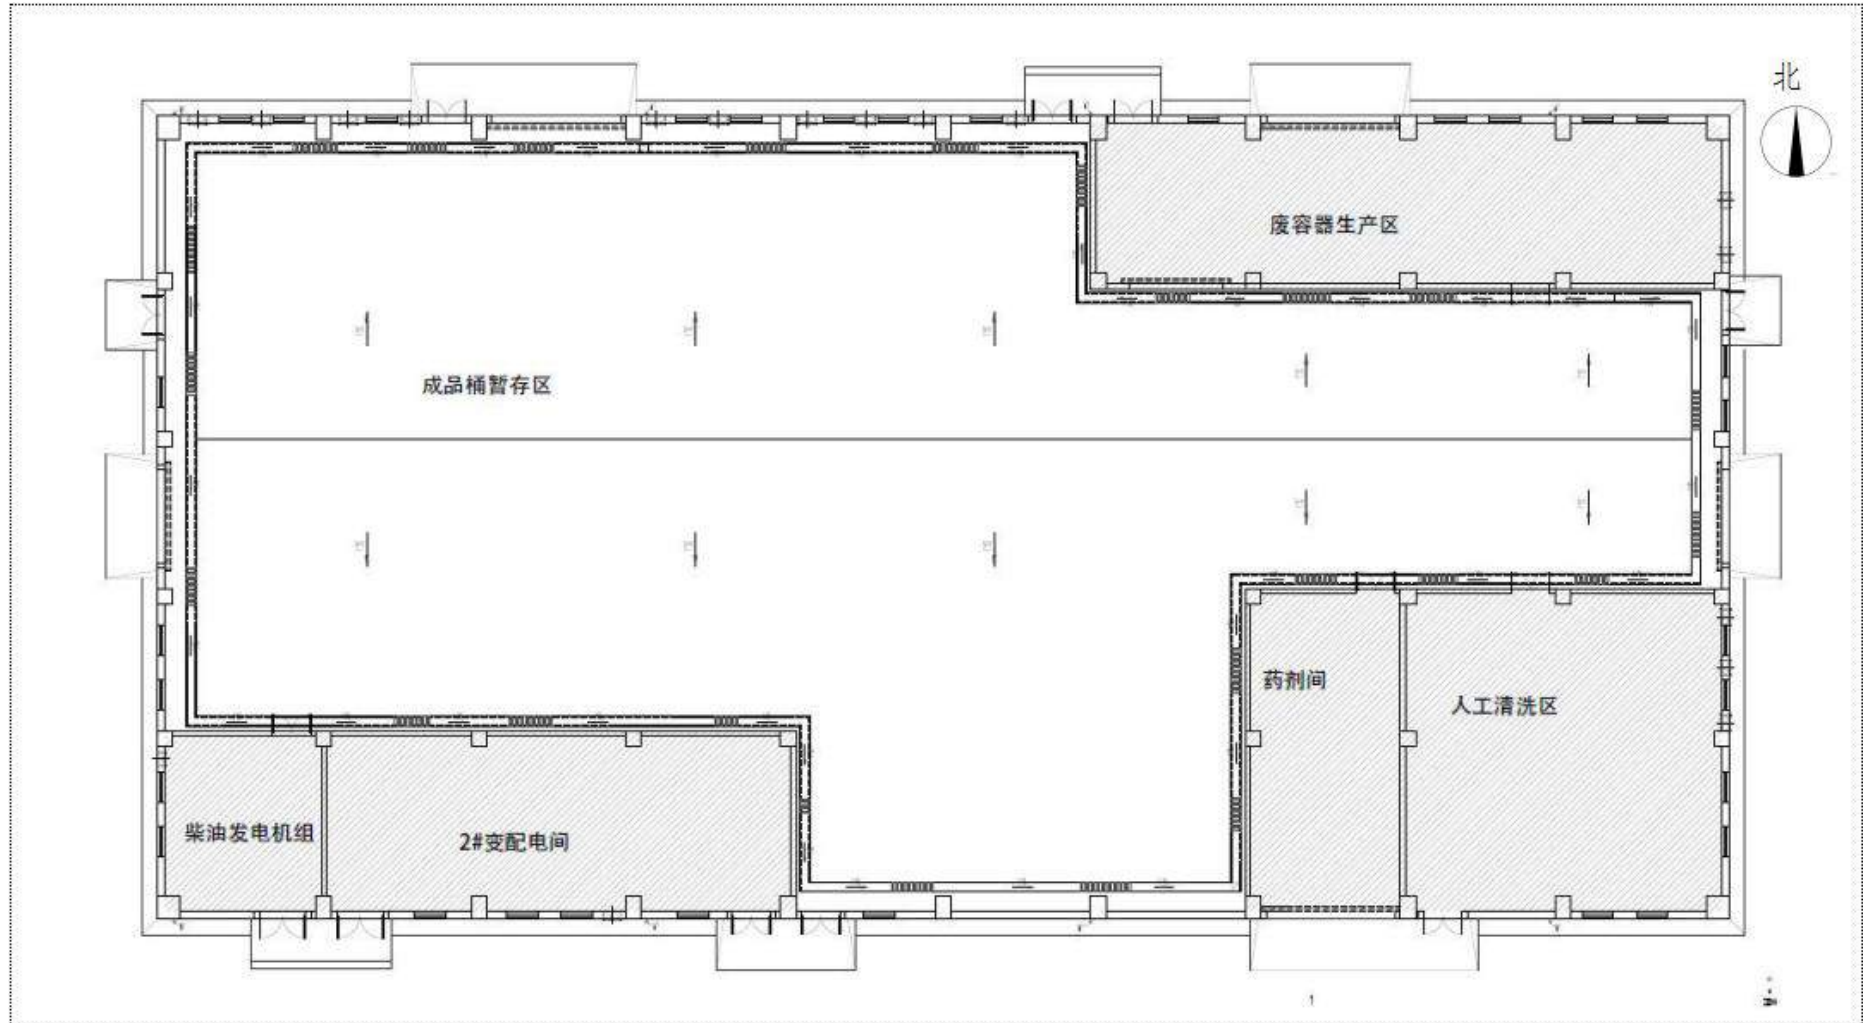 北
废容器生产区
成品桶暂存区
药剂间
人工清洗区
柴油发电机组
2#变配电间
1